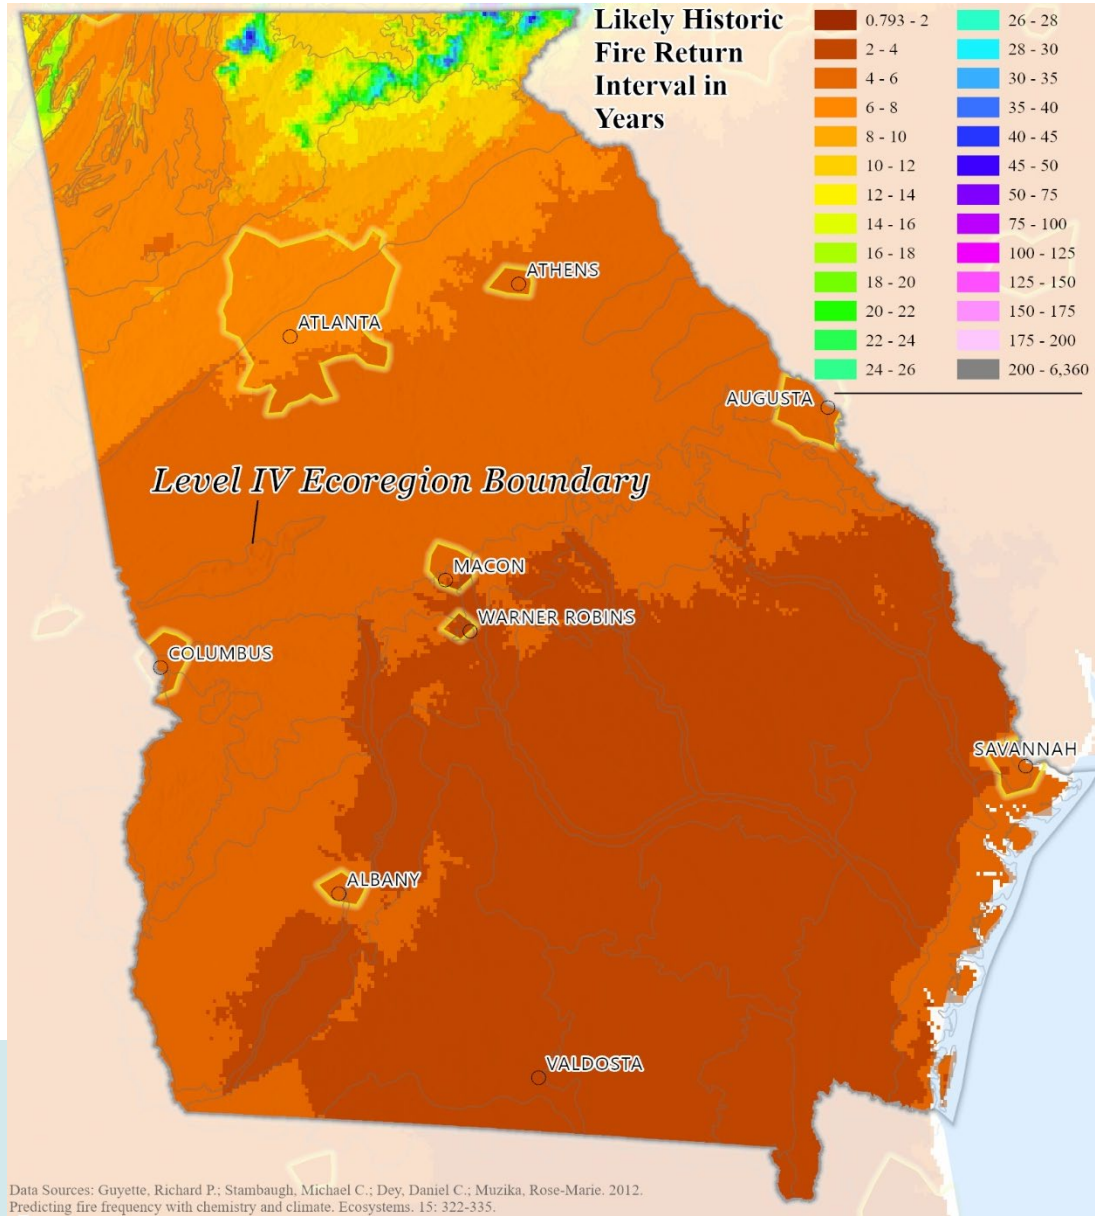 Likely Historic
Fire Return
Interval in
Years
0.793 - 2
2 - 4
4 - 6
6 - 8
8 - 10
10 - 12
12 - 14
14 - 16
16 - 18
18 - 20
20 - 22
22 - 24
24 - 26
26 - 28
28 - 30
30 - 35
35 - 40
40 - 45
45 - 50
50 - 75
75 - 100
100 - 125
125 - 150
150 - 175
175 - 200
200 - 6,360
ATHENS
ATLANTA
AUGUSTA
Level IV Ecoregion Boundary
MACON
WARNER ROBINS
COLUMBUS
SAVANNAH
ALBANY
VALDOSTA
Data Sources: Guyette, Richard P.; Stambaugh, Michael C.; Dey, Daniel C.; Muzika, Rose-Marie. 2012.
Predicting fire frequency with chemistry and climate. Ecosystems. 15: 322-335.